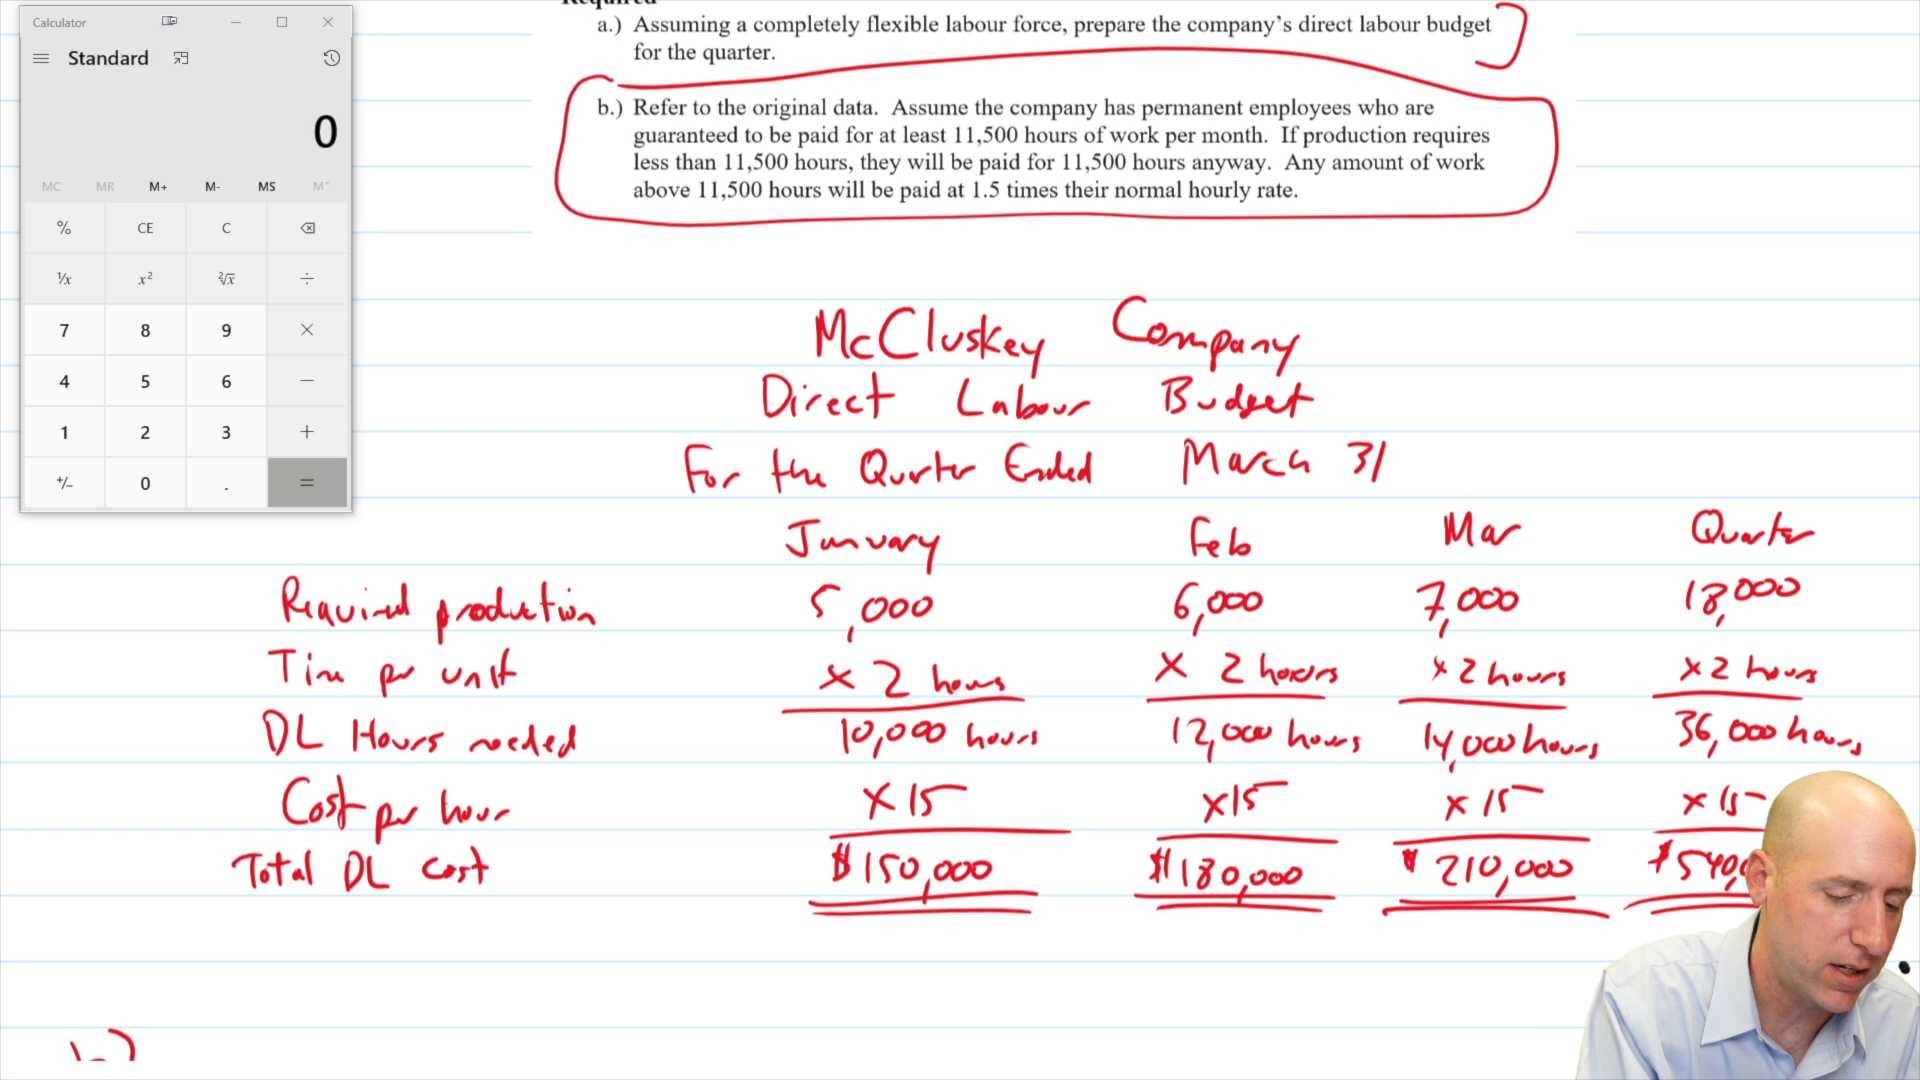 Calculator
Standard
0
MC MR M+ M- MS M˅
% CE C
¹/x x² ²√x ÷
7 8 9 ×
4 5 6 −
1 2 3 +
+/− 0 . =
Required
a.) Assuming a completely flexible labour force, prepare the company's direct labour budget
for the quarter.
b.) Refer to the original data. Assume the company has permanent employees who are
guaranteed to be paid for at least 11,500 hours of work per month. If production requires
less than 11,500 hours, they will be paid for 11,500 hours anyway. Any amount of work
above 11,500 hours will be paid at 1.5 times their normal hourly rate.
McCluskey Company
Direct Labour Budget
For the Quarter Ended March 31
January Feb Mar Quarter
Required production 5,000 6,000 7,000 18,000
Time per unit × 2 hours × 2 hours × 2 hours × 2 hours
DL Hours needed 10,000 hours 12,000 hours 14,000 hours 36,000 hours
Cost per hour × 15 × 15 × 15 × 15
Total DL cost $150,000 $180,000 $210,000 $540,0
b)